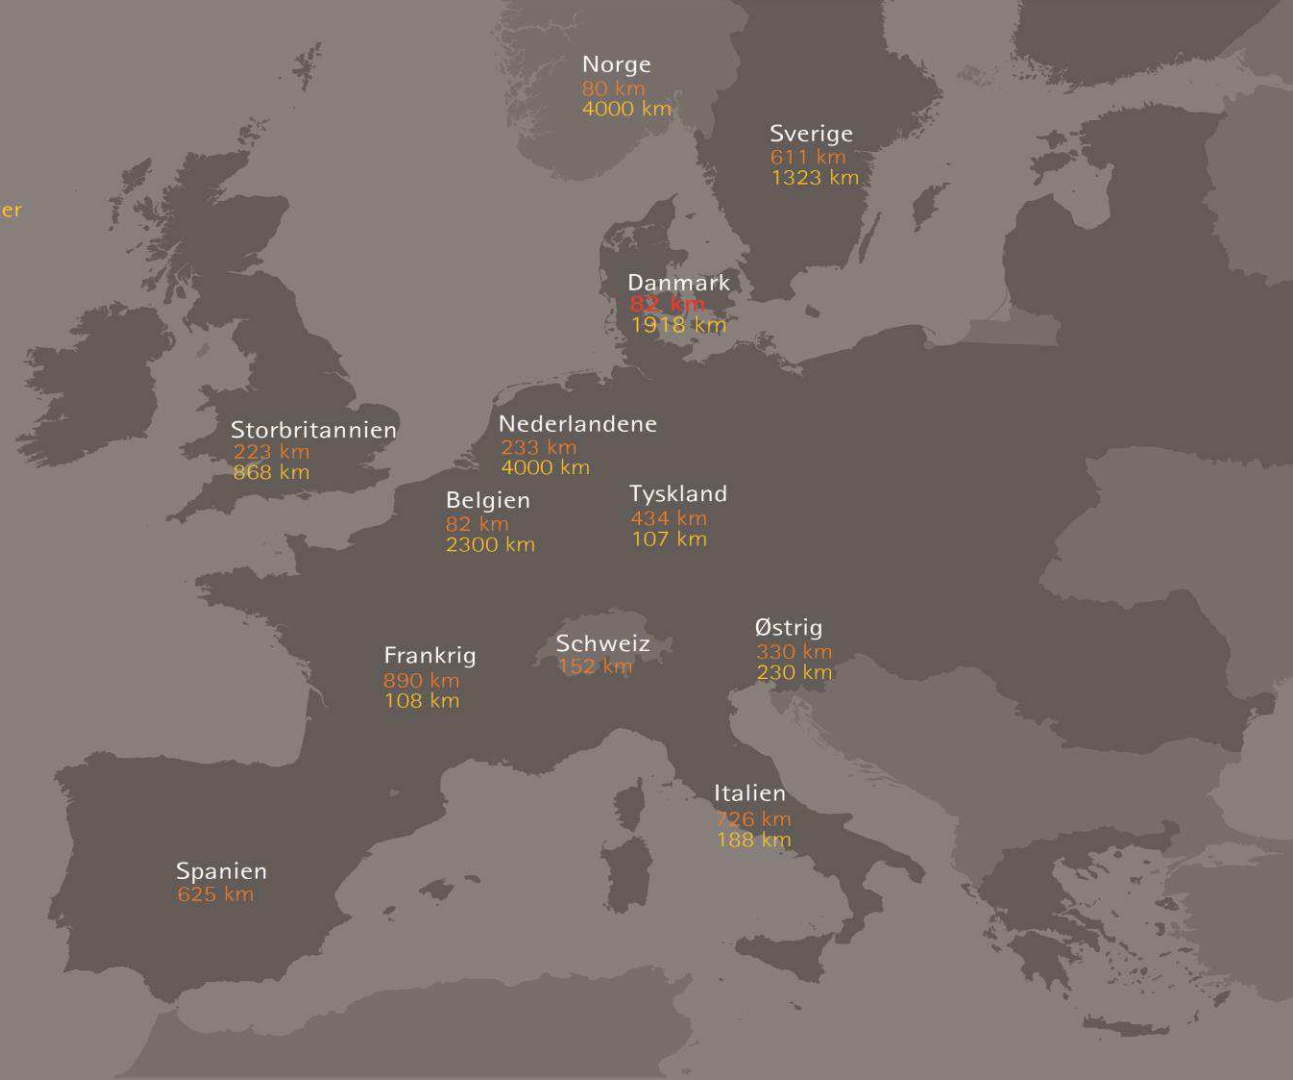 Norge
80 km
4000 km
Sverige
611 km
1323 km
er
Danmark
82 km
1918 km
Storbritannien
223 km
868 km
Nederlandene
233 km
4000 km
Belgien
82 km
2300 km
Tyskland
434 km
107 km
Østrig
330 km
230 km
Schweiz
152 km
Frankrig
890 km
108 km
Italien
726 km
188 km
Spanien
625 km